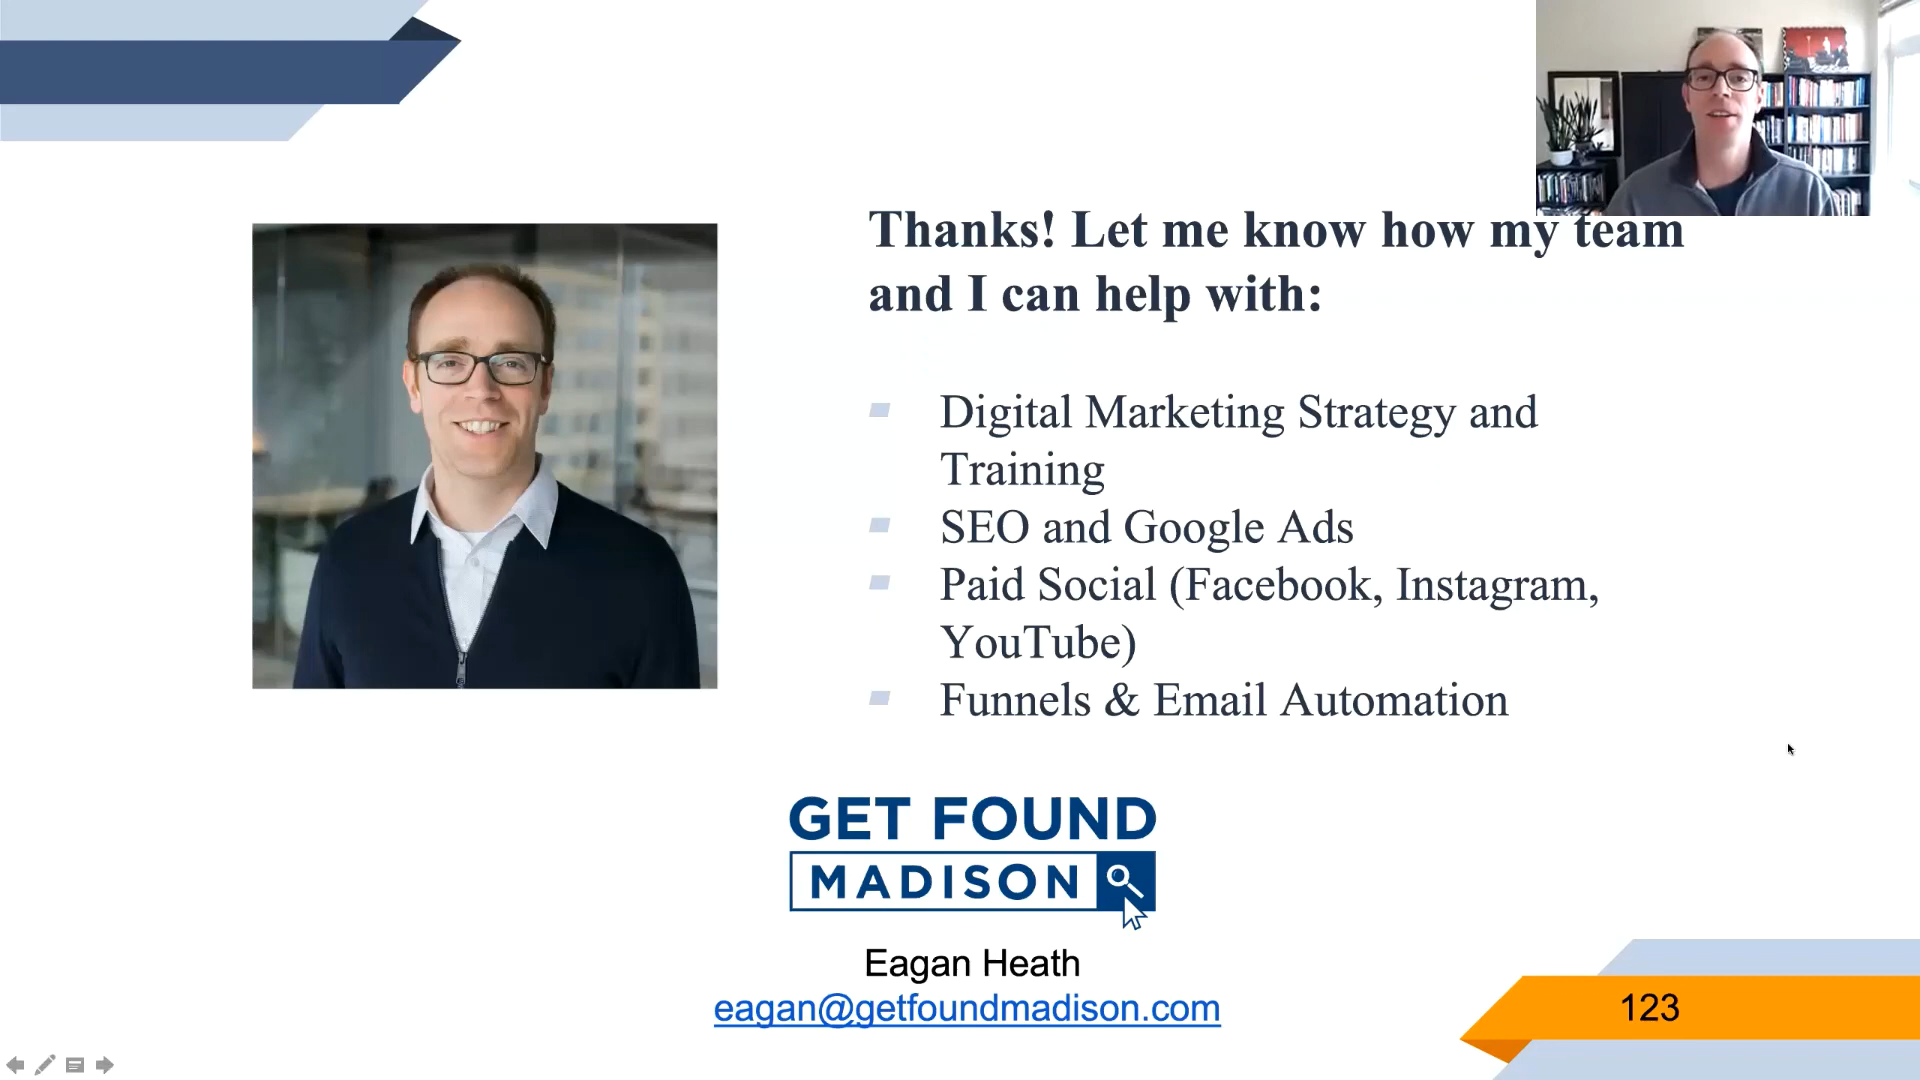 Thanks! Let me know how my team
and I can help with:
Digital Marketing Strategy and
Training
SEO and Google Ads
Paid Social (Facebook, Instagram,
YouTube)
Funnels & Email Automation
GET FOUND
MADISON
Eagan Heath
eagan@getfoundmadison.com
123